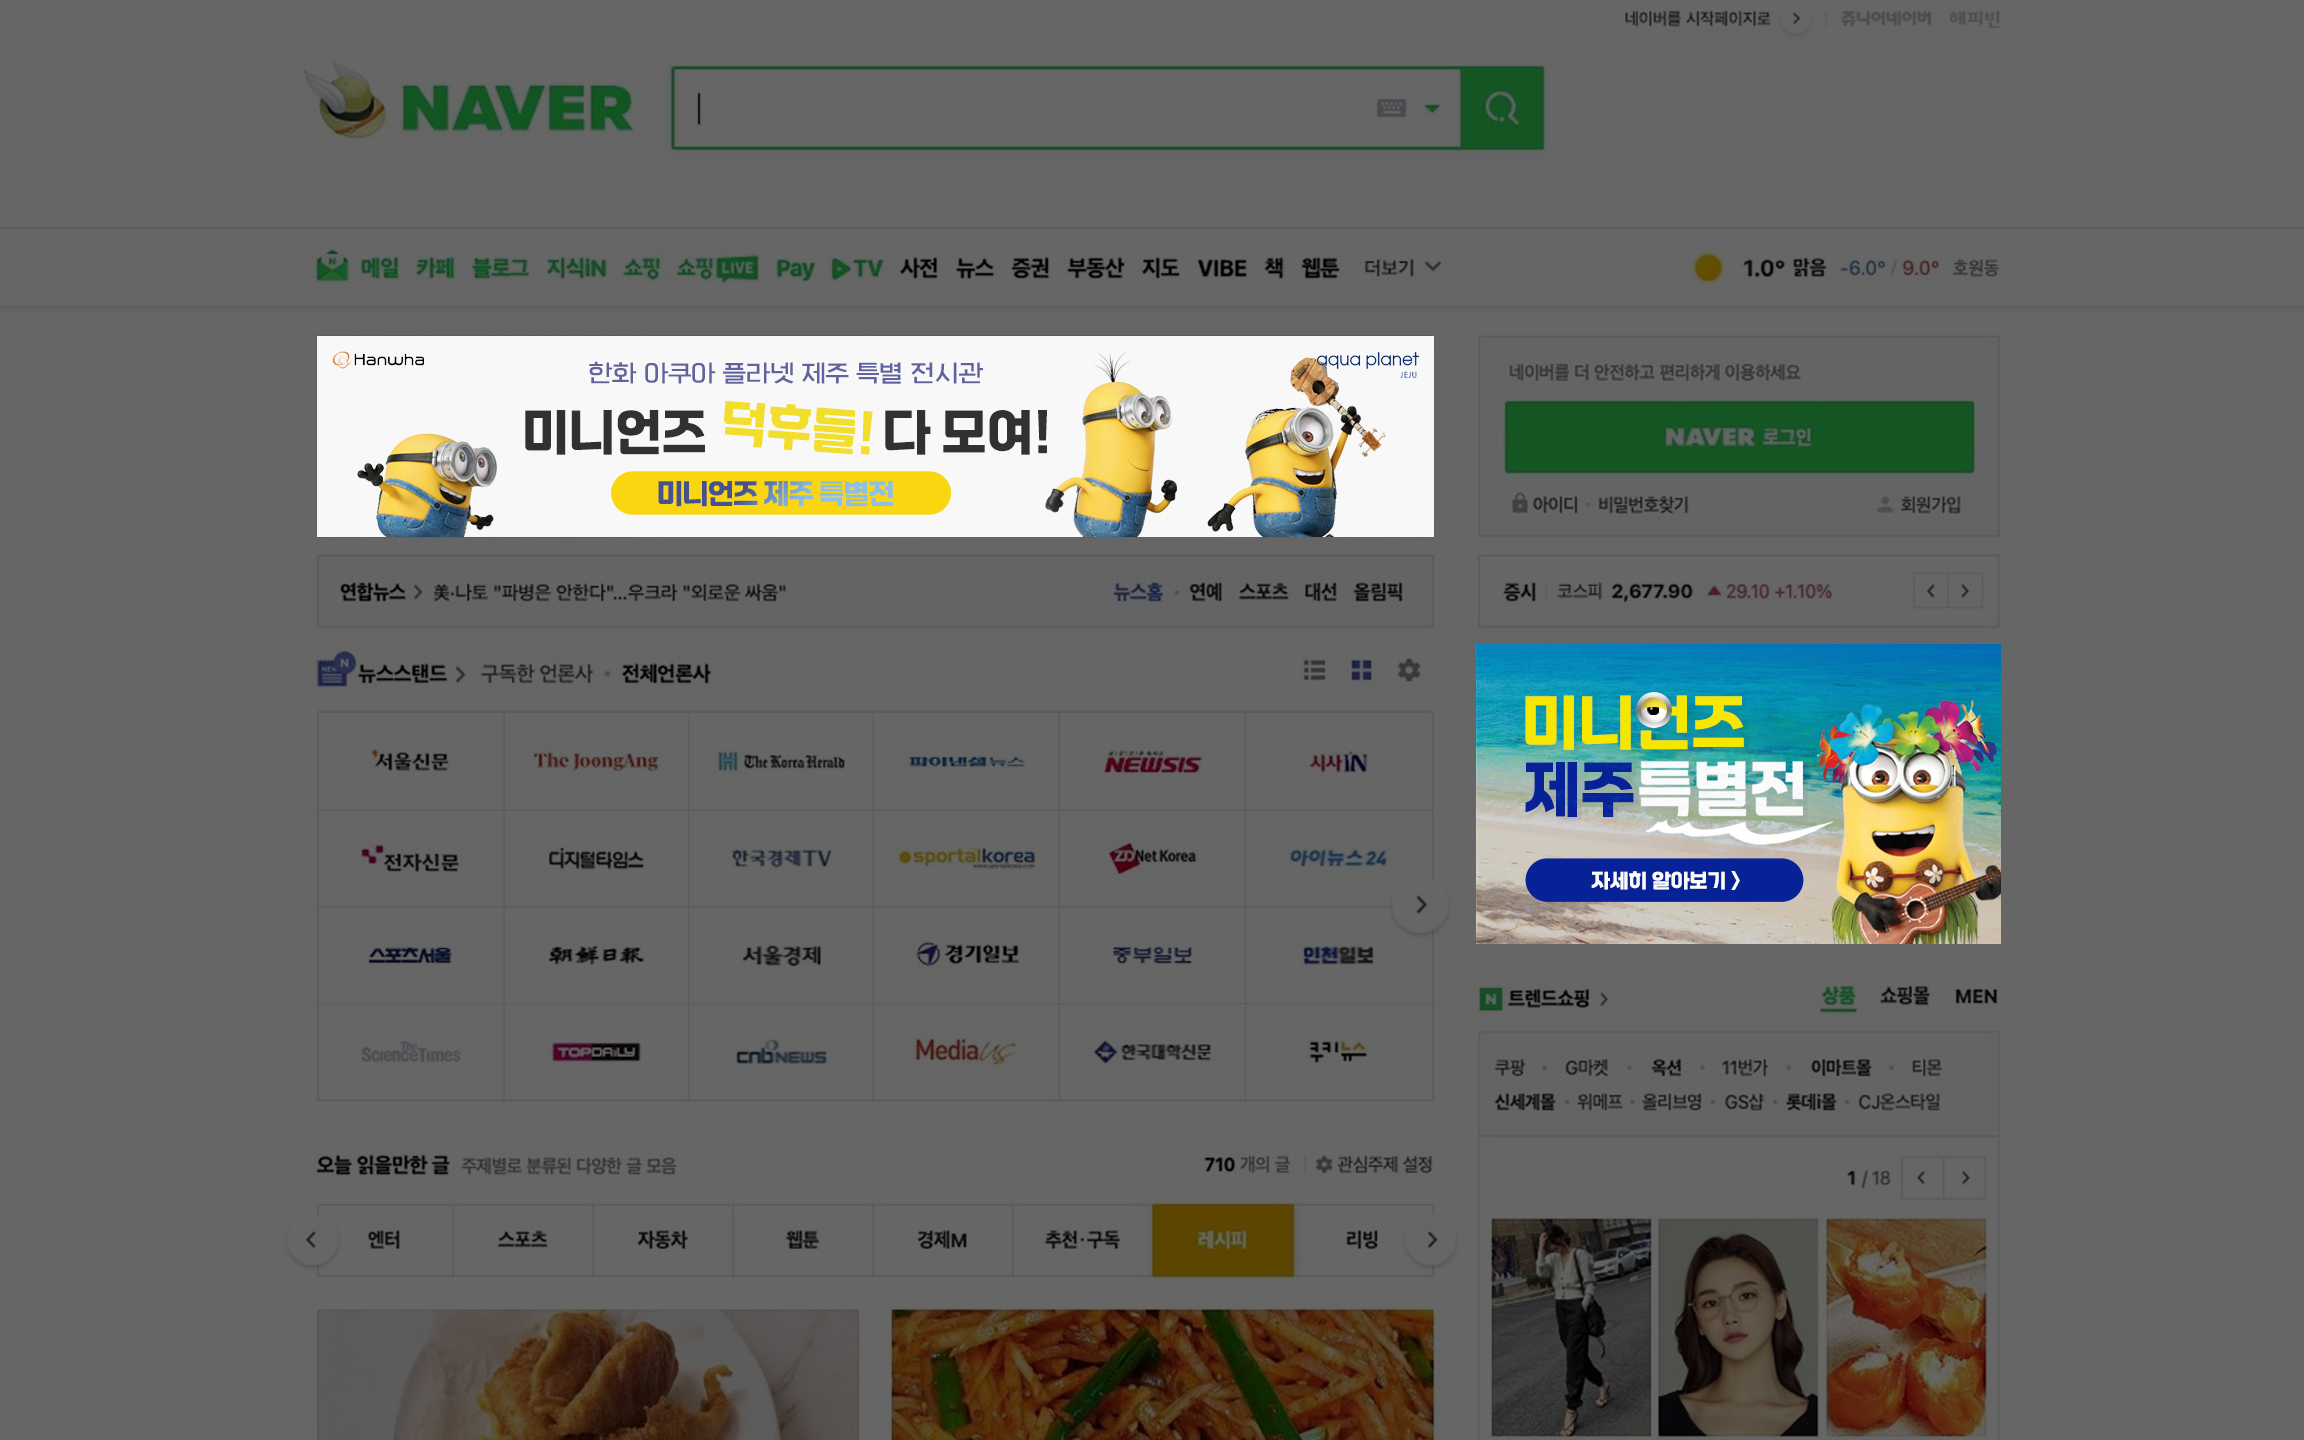 네이버를 시작페이지로
쥬니어네이버 해피빈
NAVER
메일 카페 블로그 지식iN 쇼핑 쇼핑LIVE Pay TV 사전 뉴스 증권 부동산 지도 VIBE 책 웹툰 더보기
1.0° 맑음 -6.0° / 9.0° 호원동
Hanwha
한화 아쿠아 플라넷 제주 특별 전시관
aqua planet
JEJU
미니언즈 덕후들! 다 모여!
미니언즈 제주 특별전
네이버를 더 안전하고 편리하게 이용하세요
NAVER 로그인
아이디 · 비밀번호찾기 회원가입
연합뉴스 > 美·나토 "파병은 안한다"...우크라 "외로운 싸움"
뉴스홈 · 연예 스포츠 대선 올림픽
증시 코스피 2,677.90 ▲ 29.10 +1.10%
NEW N 뉴스스탠드 > 구독한 언론사 · 전체언론사
서울신문 The JoongAng The Korea Herald 파이낸셜뉴스 NEWSIS 시사IN
전자신문 디지털타임스 한국경제TV sportalkorea ZDNet Korea 아이뉴스24
스포츠서울 朝鮮日報 서울경제 경기일보 중부일보 인천일보
The ScienceTimes TOPDAILY cnbNEWS Mediaus 한국대학신문 쿠키뉴스
미니언즈
제주특별전
자세히 알아보기 >
N 트렌드쇼핑 > 상품 쇼핑몰 MEN
쿠팡 · G마켓 · 옥션 · 11번가 · 이마트몰 · 티몬
신세계몰 · 위메프 · 올리브영 · GS샵 · 롯데i몰 · CJ온스타일
1 / 18
오늘 읽을만한 글 주제별로 분류된 다양한 글 모음
710 개의 글 관심주제 설정
엔터 스포츠 자동차 웹툰 경제M 추천·구독 레시피 리빙